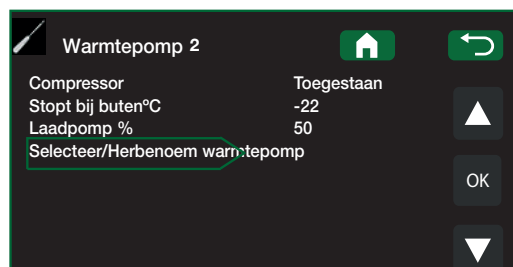 Warmtepomp 2
Compressor Toegestaan
Stopt bij buten°C -22
Laadpomp % 50
Selecteer/Herbenoem warmtepomp
OK